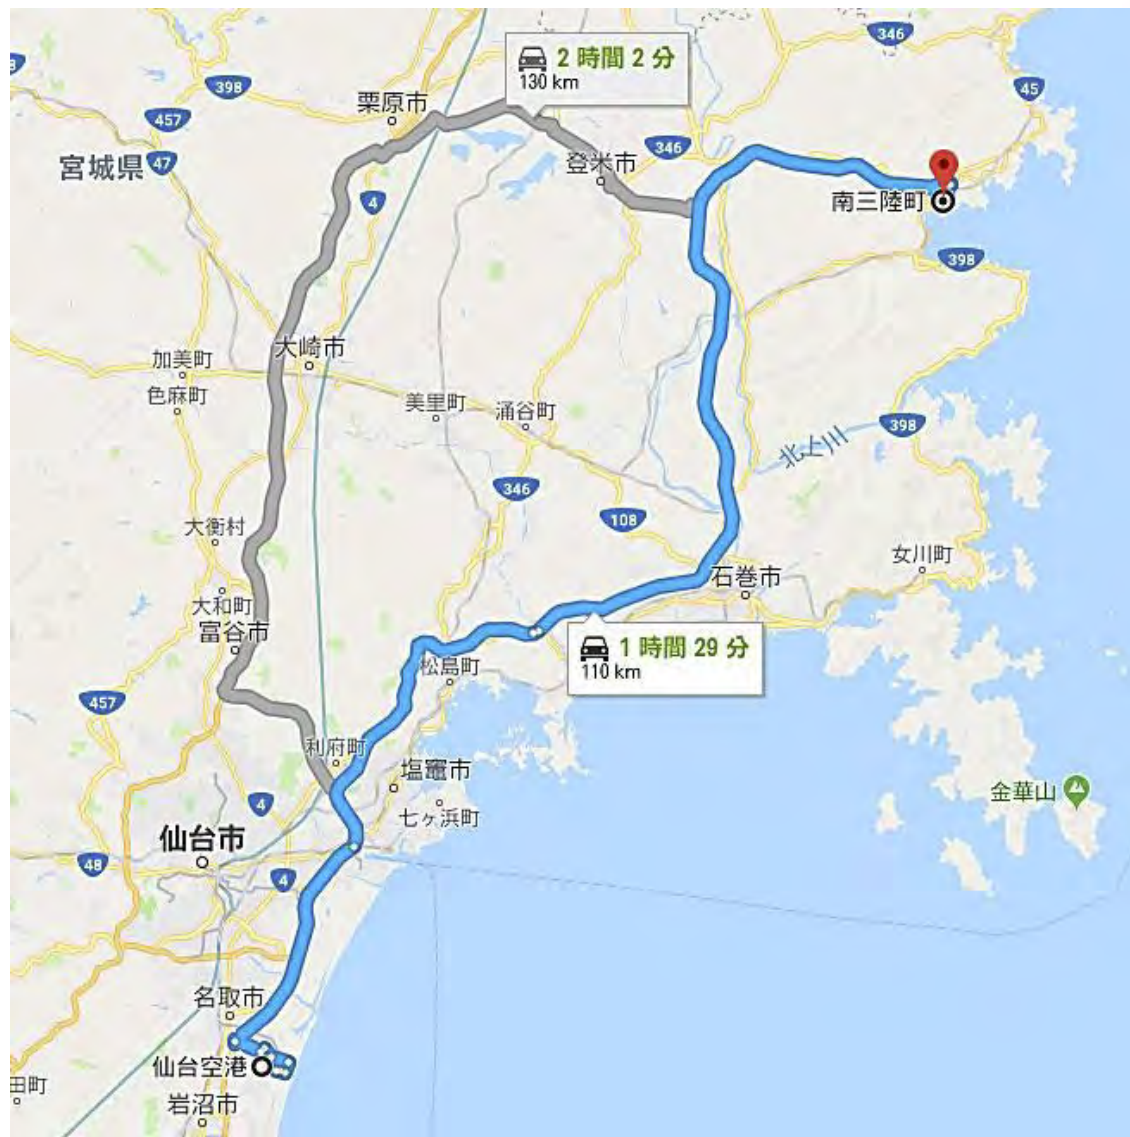 346
2 時間 2 分
130 km
398
45
栗原市
457
宮城県
47
346
登米市
4
南三陸町
398
大崎市
加美町
色麻町
美里町
涌谷町
398
346
108
大衡村
女川町
石巻市
大和町
富谷市
1 時間 29 分
110 km
松島町
457
利府町
塩竈市
金華山
4
七ヶ浜町
仙台市
48
4
名取市
仙台空港
田町
岩沼市